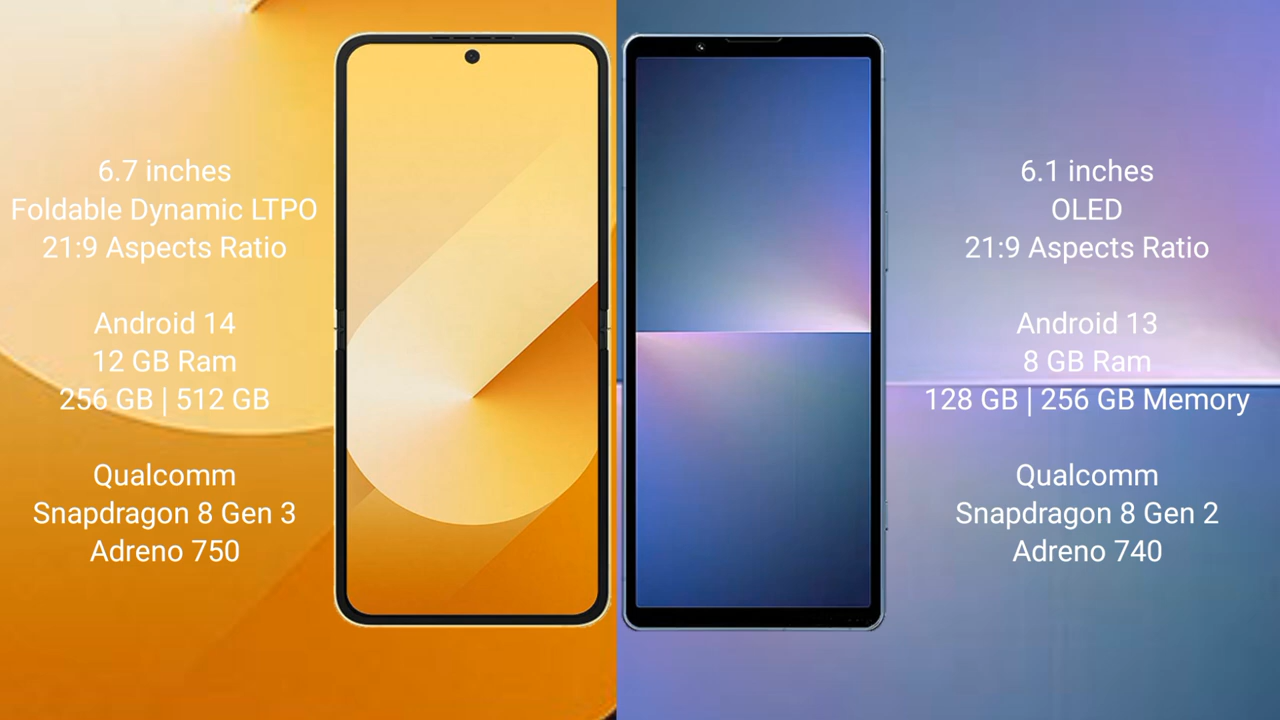 6.7 inches
Foldable Dynamic LTPO
21:9 Aspects Ratio
Android 14
12 GB Ram
256 GB | 512 GB
Qualcomm
Snapdragon 8 Gen 3
Adreno 750
6.1 inches
OLED
21:9 Aspects Ratio
Android 13
8 GB Ram
128 GB | 256 GB Memory
Qualcomm
Snapdragon 8 Gen 2
Adreno 740